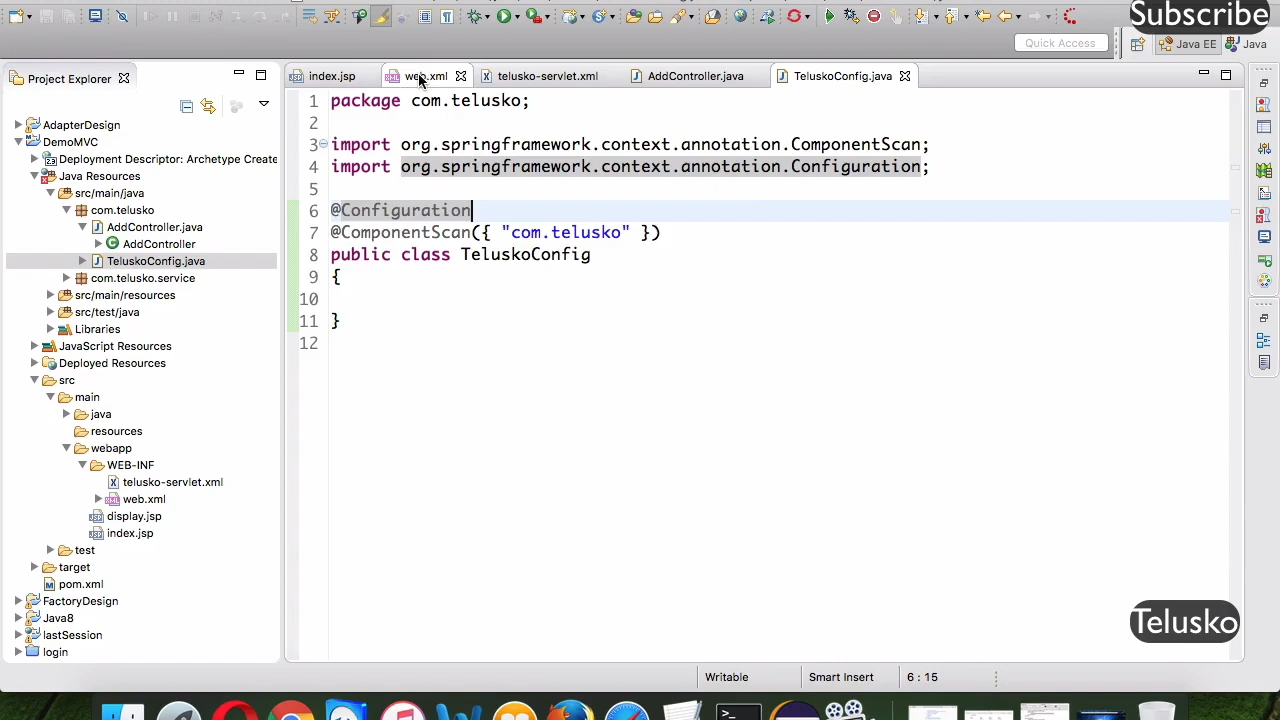 Subscribe
Quick Access
Java EE
Java
Project Explorer
index.jsp
web.xml
telusko-servlet.xml
AddController.java
TeluskoConfig.java
AdapterDesign
DemoMVC
Deployment Descriptor: Archetype Create
Java Resources
src/main/java
com.telusko
AddController.java
AddController
TeluskoConfig.java
com.telusko.service
src/main/resources
src/test/java
Libraries
JavaScript Resources
Deployed Resources
src
main
java
resources
webapp
WEB-INF
telusko-servlet.xml
web.xml
display.jsp
index.jsp
test
target
pom.xml
FactoryDesign
Java8
lastSession
login
1 package com.telusko;
2
3 import org.springframework.context.annotation.ComponentScan;
4 import org.springframework.context.annotation.Configuration;
5
6 @Configuration
7 @ComponentScan({ "com.telusko" })
8 public class TeluskoConfig
9 {
10
11 }
12
Telusko
Writable
Smart Insert
6 : 15